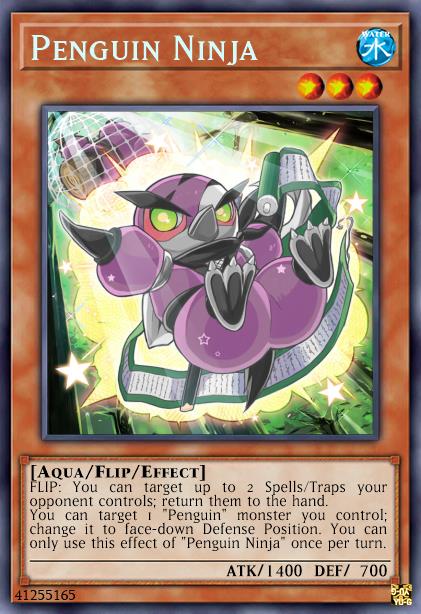 Penguin Ninja
WATER
水
[Aqua/Flip/Effect]
FLIP: You can target up to 2 Spells/Traps your
opponent controls; return them to the hand.
You can target 1 "Penguin" monster you control;
change it to face-down Defense Position. You can
only use this effect of "Penguin Ninja" once per turn.
ATK/1400 DEF/ 700
41255165